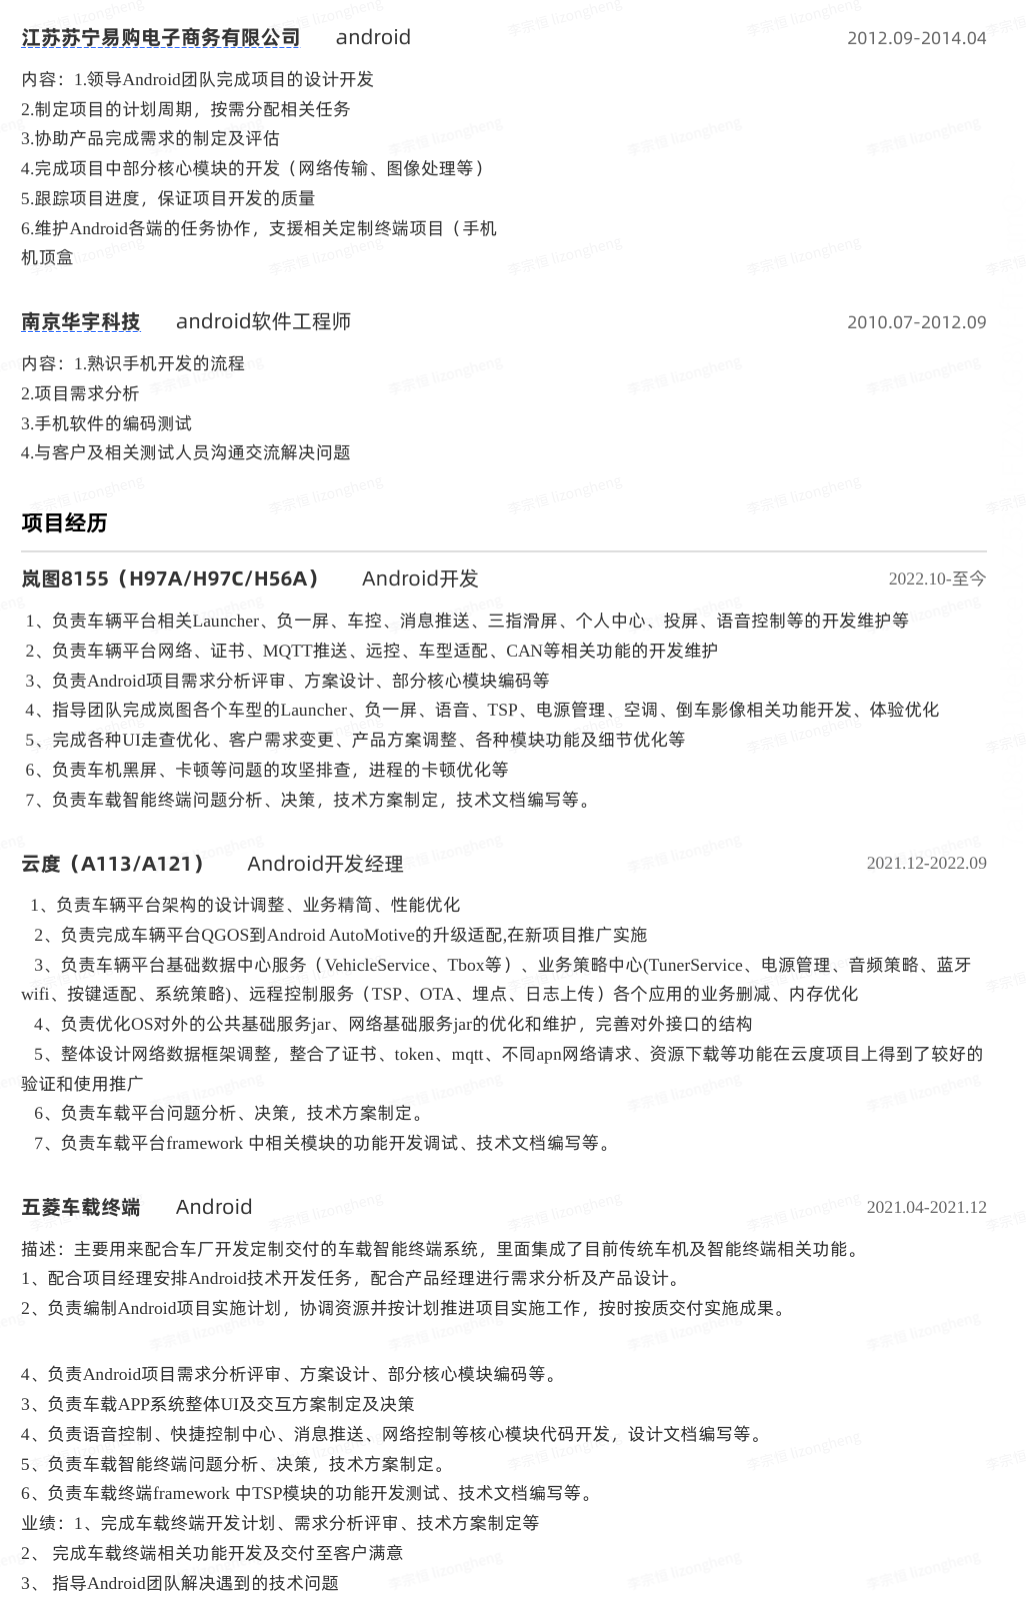 江苏苏宁易购电子商务有限公司 android 2012.09-2014.04
内容：1.领导Android团队完成项目的设计开发
2.制定项目的计划周期，按需分配相关任务
3.协助产品完成需求的制定及评估
4.完成项目中部分核心模块的开发（网络传输、图像处理等）
5.跟踪项目进度，保证项目开发的质量
6.维护Android各端的任务协作，支援相关定制终端项目（手机
机顶盒
南京华宇科技 android软件工程师 2010.07-2012.09
内容：1.熟识手机开发的流程
2.项目需求分析
3.手机软件的编码测试
4.与客户及相关测试人员沟通交流解决问题
项目经历
岚图8155（H97A/H97C/H56A） Android开发 2022.10-至今
1、负责车辆平台相关Launcher、负一屏、车控、消息推送、三指滑屏、个人中心、投屏、语音控制等的开发维护等
2、负责车辆平台网络、证书、MQTT推送、远控、车型适配、CAN等相关功能的开发维护
3、负责Android项目需求分析评审、方案设计、部分核心模块编码等
4、指导团队完成岚图各个车型的Launcher、负一屏、语音、TSP、电源管理、空调、倒车影像相关功能开发、体验优化
5、完成各种UI走查优化、客户需求变更、产品方案调整、各种模块功能及细节优化等
6、负责车机黑屏、卡顿等问题的攻坚排查，进程的卡顿优化等
7、负责车载智能终端问题分析、决策，技术方案制定，技术文档编写等。
云度（A113/A121） Android开发经理 2021.12-2022.09
1、负责车辆平台架构的设计调整、业务精简、性能优化
2、负责完成车辆平台QGOS到Android AutoMotive的升级适配,在新项目推广实施
3、负责车辆平台基础数据中心服务（VehicleService、Tbox等）、业务策略中心(TunerService、电源管理、音频策略、蓝牙
wifi、按键适配、系统策略)、远程控制服务（TSP、OTA、埋点、日志上传）各个应用的业务删减、内存优化
4、负责优化OS对外的公共基础服务jar、网络基础服务jar的优化和维护，完善对外接口的结构
5、整体设计网络数据框架调整，整合了证书、token、mqtt、不同apn网络请求、资源下载等功能在云度项目上得到了较好的
验证和使用推广
6、负责车载平台问题分析、决策，技术方案制定。
7、负责车载平台framework 中相关模块的功能开发调试、技术文档编写等。
五菱车载终端 Android 2021.04-2021.12
描述：主要用来配合车厂开发定制交付的车载智能终端系统，里面集成了目前传统车机及智能终端相关功能。
1、配合项目经理安排Android技术开发任务，配合产品经理进行需求分析及产品设计。
2、负责编制Android项目实施计划，协调资源并按计划推进项目实施工作，按时按质交付实施成果。
4、负责Android项目需求分析评审、方案设计、部分核心模块编码等。
3、负责车载APP系统整体UI及交互方案制定及决策
4、负责语音控制、快捷控制中心、消息推送、网络控制等核心模块代码开发，设计文档编写等。
5、负责车载智能终端问题分析、决策，技术方案制定。
6、负责车载终端framework 中TSP模块的功能开发测试、技术文档编写等。
业绩：1、完成车载终端开发计划、需求分析评审、技术方案制定等
2、 完成车载终端相关功能开发及交付至客户满意
3、 指导Android团队解决遇到的技术问题
李宗恒 lizongheng